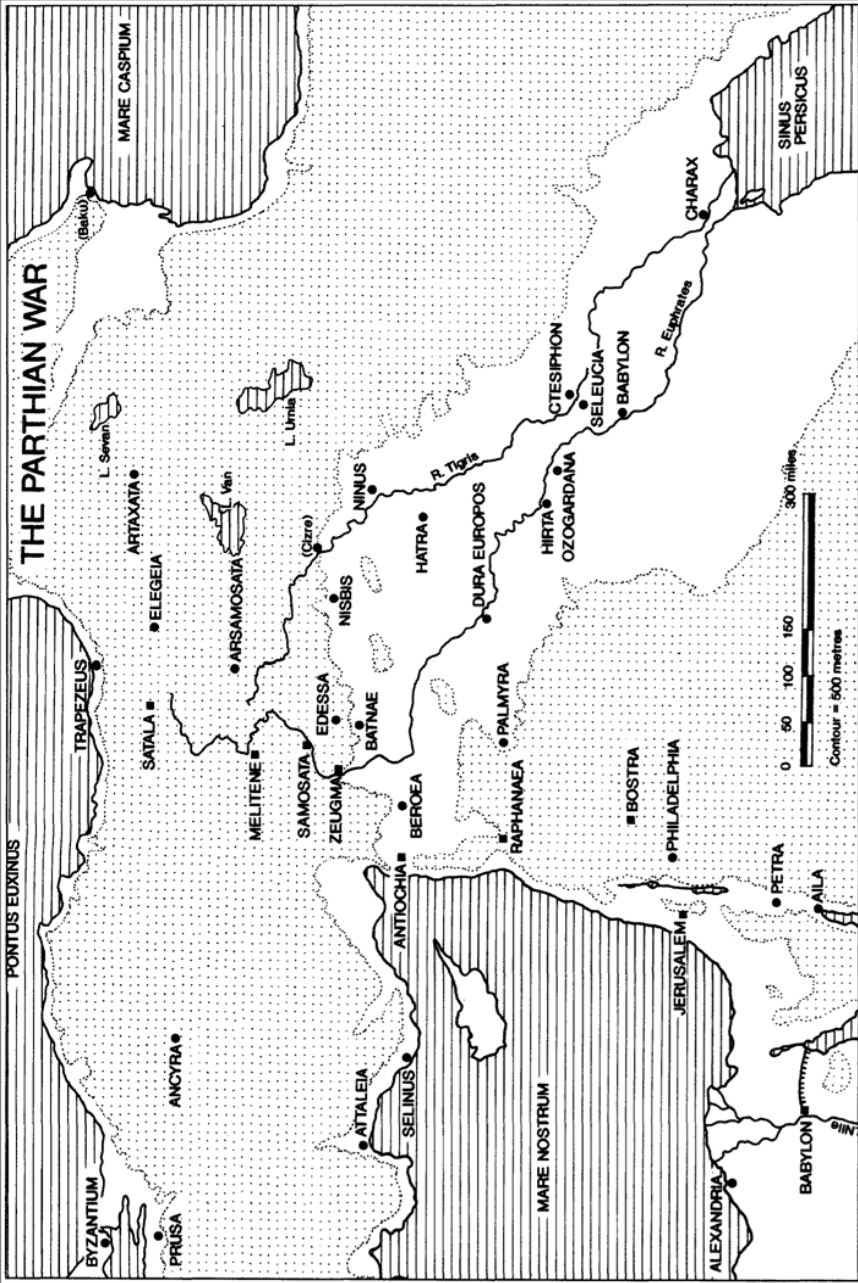 THE PARTHIAN WAR
PONTUS EUXINUS
MARE CASPIUM
(Baku)
BYZANTIUM
PRUSA
ANCYRA
TRAPEZEUS
SATALA
ELEGEIA
ARTAXATA
L. Sevan
L. Urmia
L. Van
ARSAMOSATA
MELITENE
SAMOSATA
ZEUGMA
EDESSA
BATNAE
NISBIS
(Cizre)
NINUS
R. Tigris
HATRA
ATTALEIA
SELINUS
ANTIOCHIA
BEROEA
DURA EUROPOS
HIRTA
OZOGARDANA
CTESIPHON
SELEUCIA
BABYLON
R. Euphrates
CHARAX
SINUS
PERSICUS
PALMYRA
RAPHANAEA
MARE NOSTRUM
BOSTRA
PHILADELPHIA
JERUSALEM
PETRA
AILA
ALEXANDRIA
BABYLON
Nile
0 50 100 150 300 miles
Contour = 500 metres